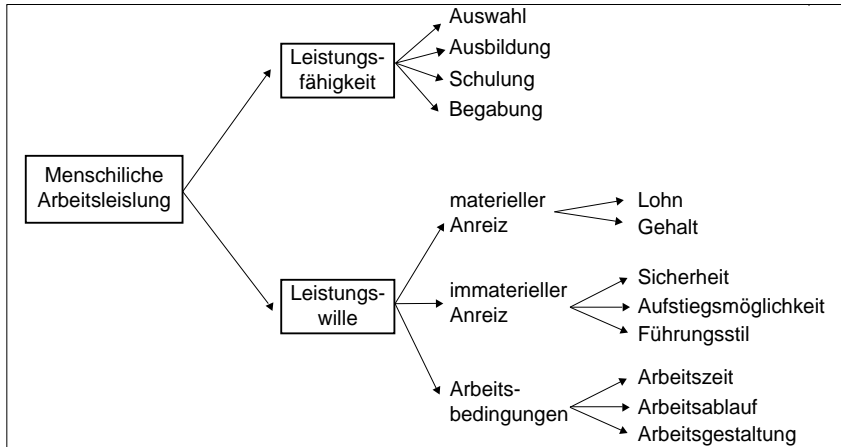 Auswahl
Ausbildung
Schulung
Begabung
Leistungs-
fähigkeit
Menschiliche
Arbeitsleislung
materieller
Anreiz
Lohn
Gehalt
Leistungs-
wille
immaterieller
Anreiz
Sicherheit
Aufstiegsmöglichkeit
Führungsstil
Arbeits-
bedingungen
Arbeitszeit
Arbeitsablauf
Arbeitsgestaltung